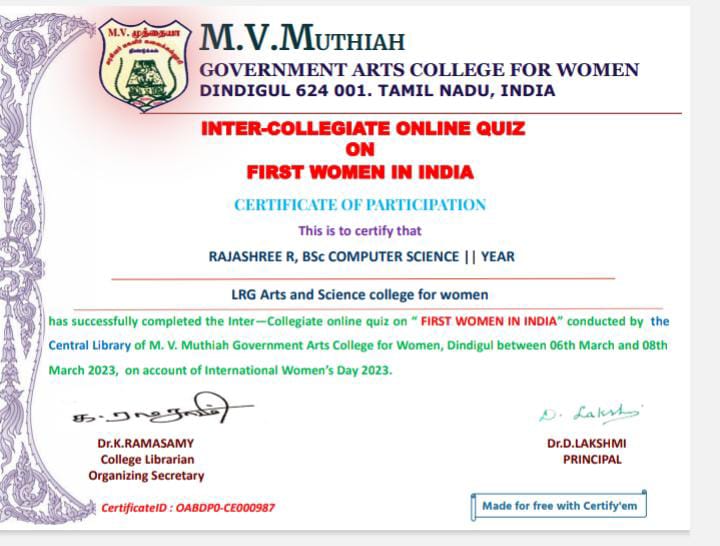 M.V. முத்தையா
M.V.MUTHIAH
GOVERNMENT ARTS COLLEGE FOR WOMEN
DINDIGUL 624 001. TAMIL NADU, INDIA
INTER-COLLEGIATE ONLINE QUIZ
ON
FIRST WOMEN IN INDIA
CERTIFICATE OF PARTICIPATION
This is to certify that
RAJASHREE R, BSc COMPUTER SCIENCE || YEAR
LRG Arts and Science college for women
has successfully completed the Inter—Collegiate online quiz on “ FIRST WOMEN IN INDIA” conducted by the
Central Library of M. V. Muthiah Government Arts College for Women, Dindigul between 06th March and 08th
March 2023, on account of International Women’s Day 2023.
D. Lakshmi
Dr.K.RAMASAMY
College Librarian
Organizing Secretary
Dr.D.LAKSHMI
PRINCIPAL
CertificateID : OABDP0-CE000987
Made for free with Certify'em